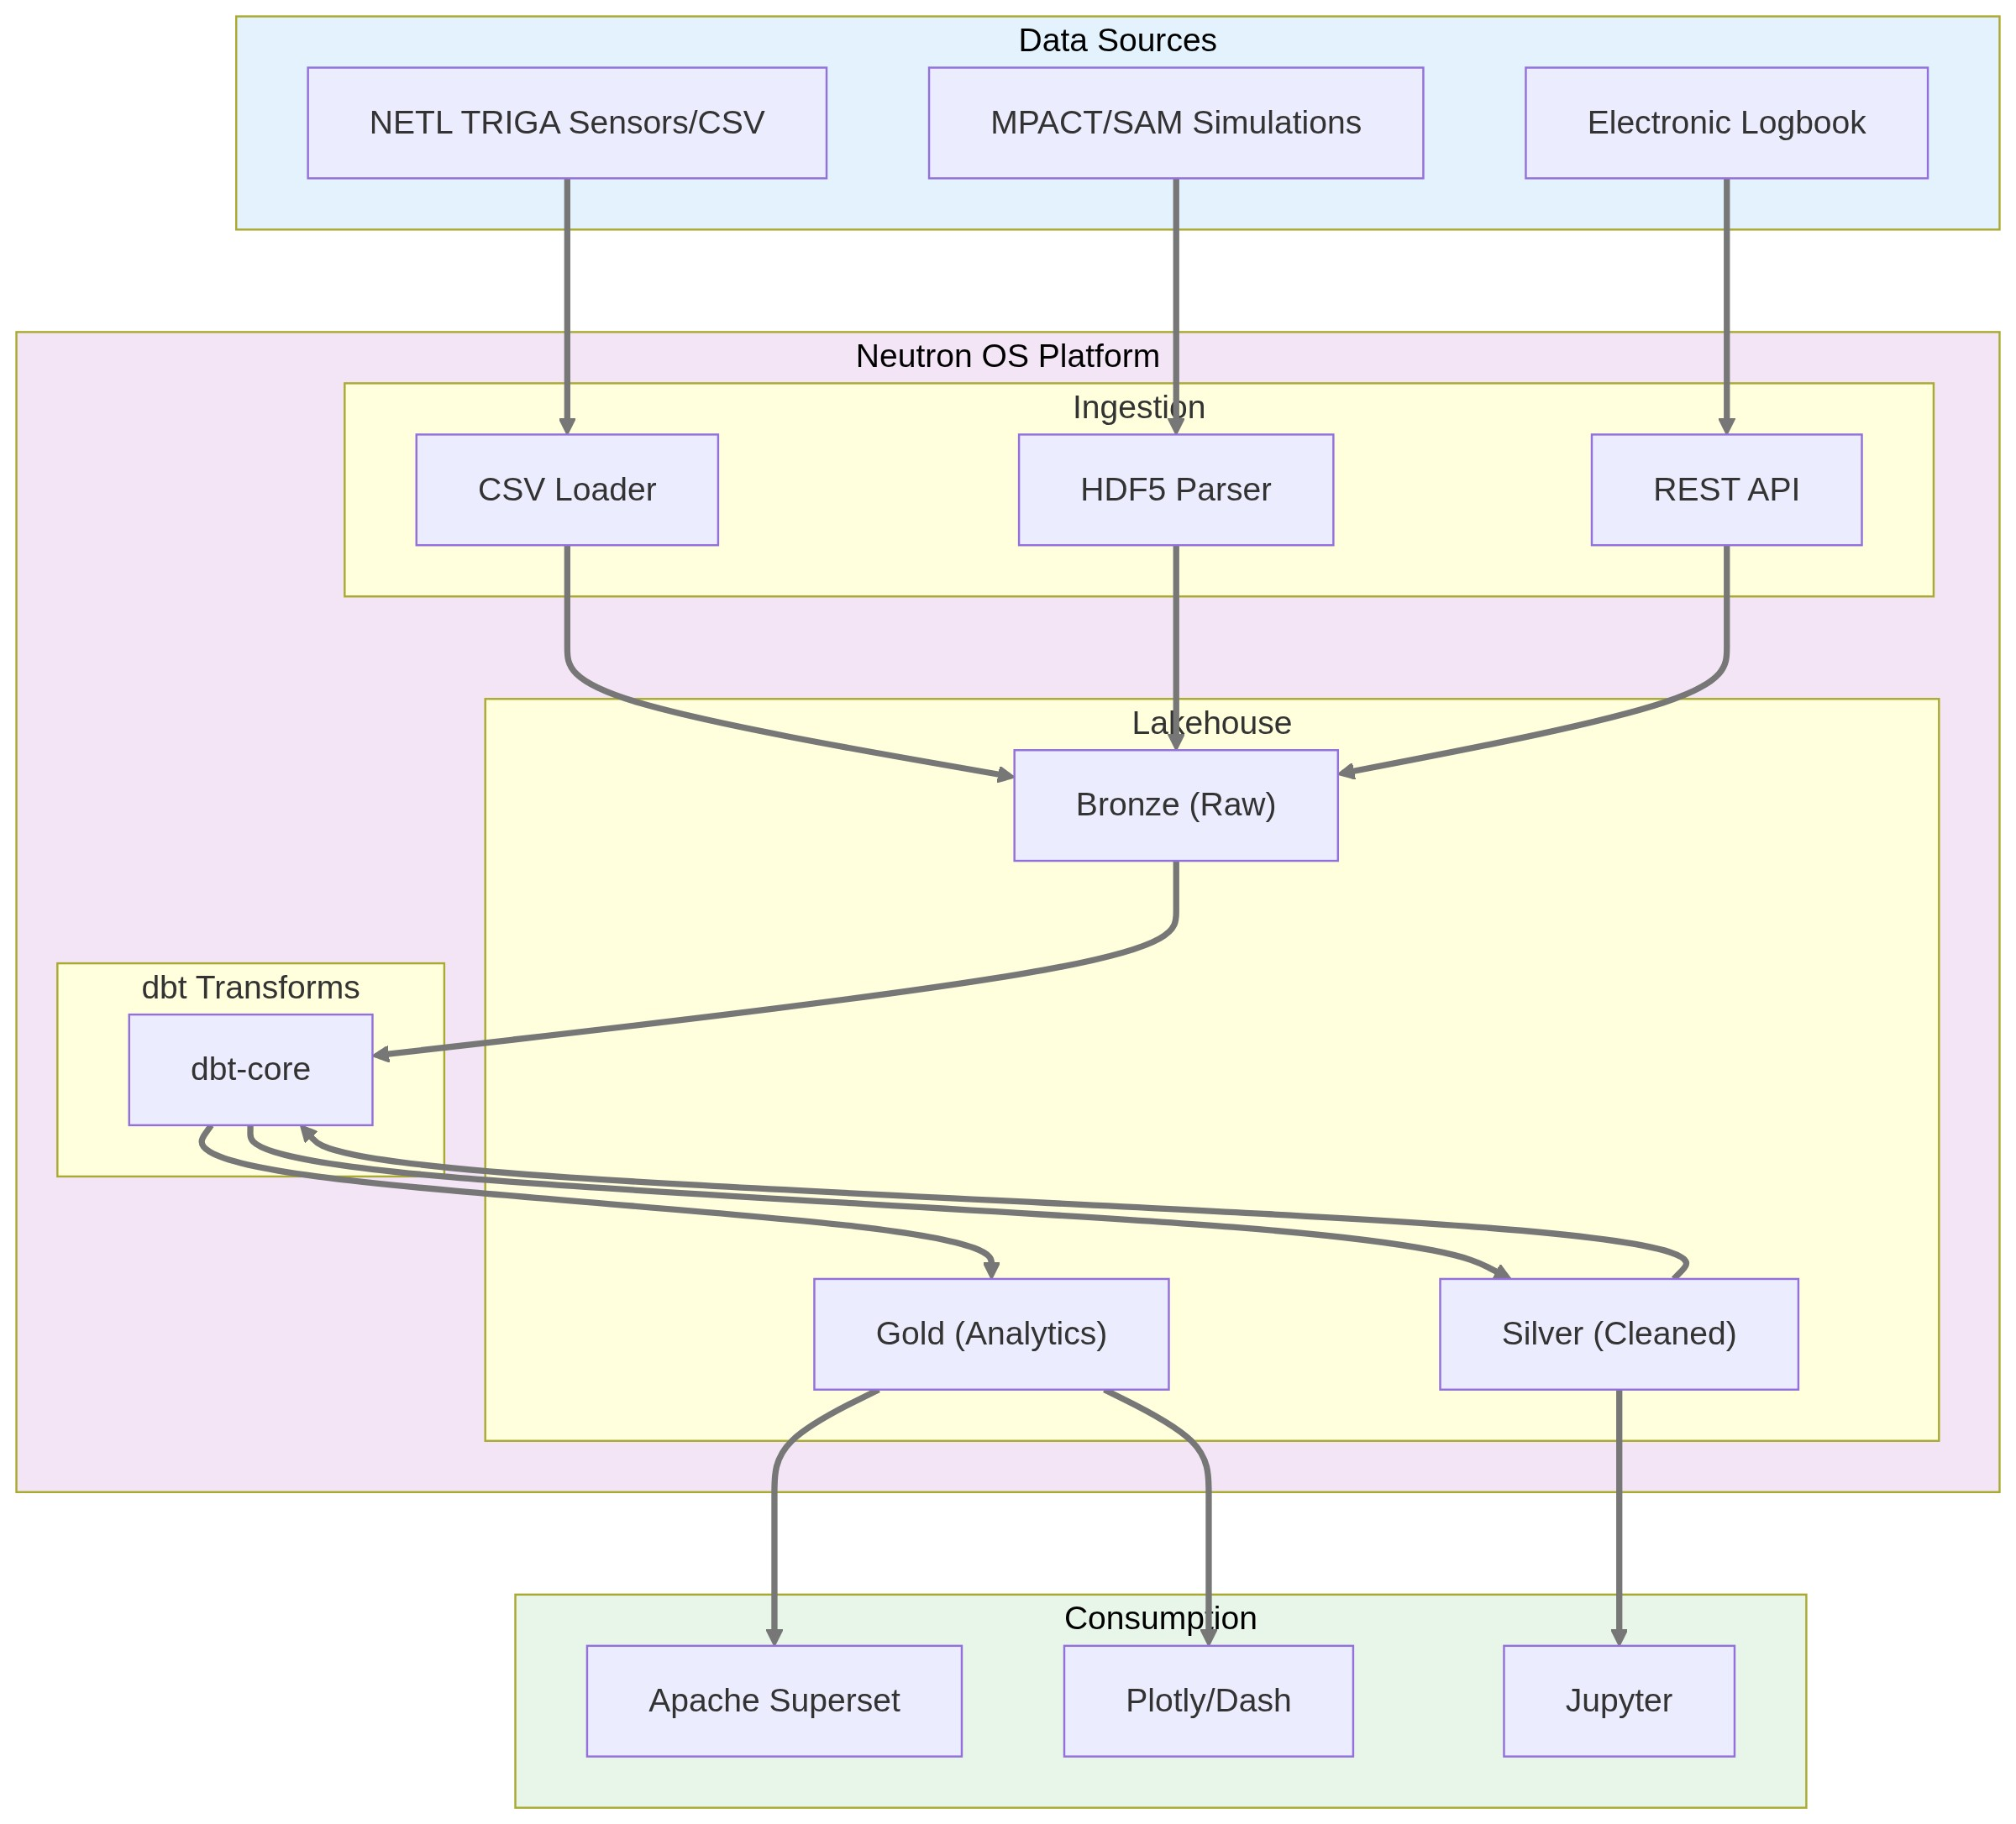 Data Sources
NETL TRIGA Sensors/CSV
MPACT/SAM Simulations
Electronic Logbook
Neutron OS Platform
Ingestion
CSV Loader
HDF5 Parser
REST API
Lakehouse
Bronze (Raw)
dbt Transforms
dbt-core
Gold (Analytics)
Silver (Cleaned)
Consumption
Apache Superset
Plotly/Dash
Jupyter